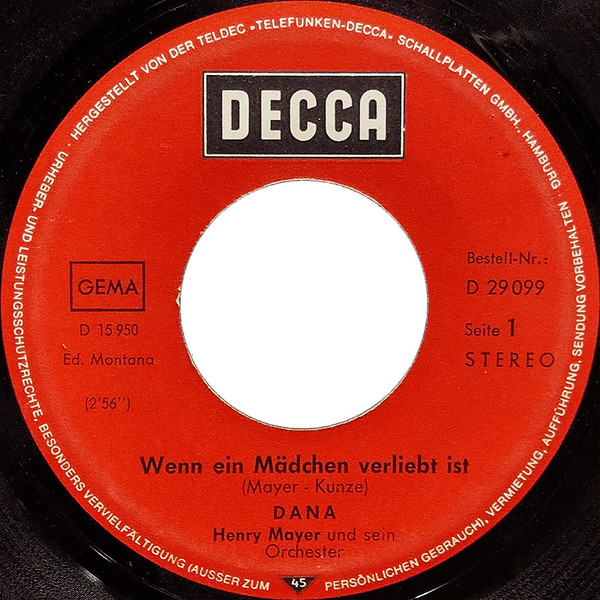 HERGESTELLT VON DER TELDEC »TELEFUNKEN-DECCA« SCHALLPLATTEN GMBH, HAMBURG ·
URHEBER- UND LEISTUNGSSCHUTZRECHTE, BESONDERS VERVIELFÄLTIGUNG (AUSSER ZUM PERSÖNLICHEN GEBRAUCH), VERMIETUNG, AUFFÜHRUNG, SENDUNG VORBEHALTEN ·
DECCA
GEMA
D 15 950
Ed. Montana
(2'56'')
Bestell-Nr.:
D 29 099
Seite 1
STEREO
Wenn ein Mädchen verliebt ist
(Mayer - Kunze)
DANA
Henry Mayer und sein
Orchester
45